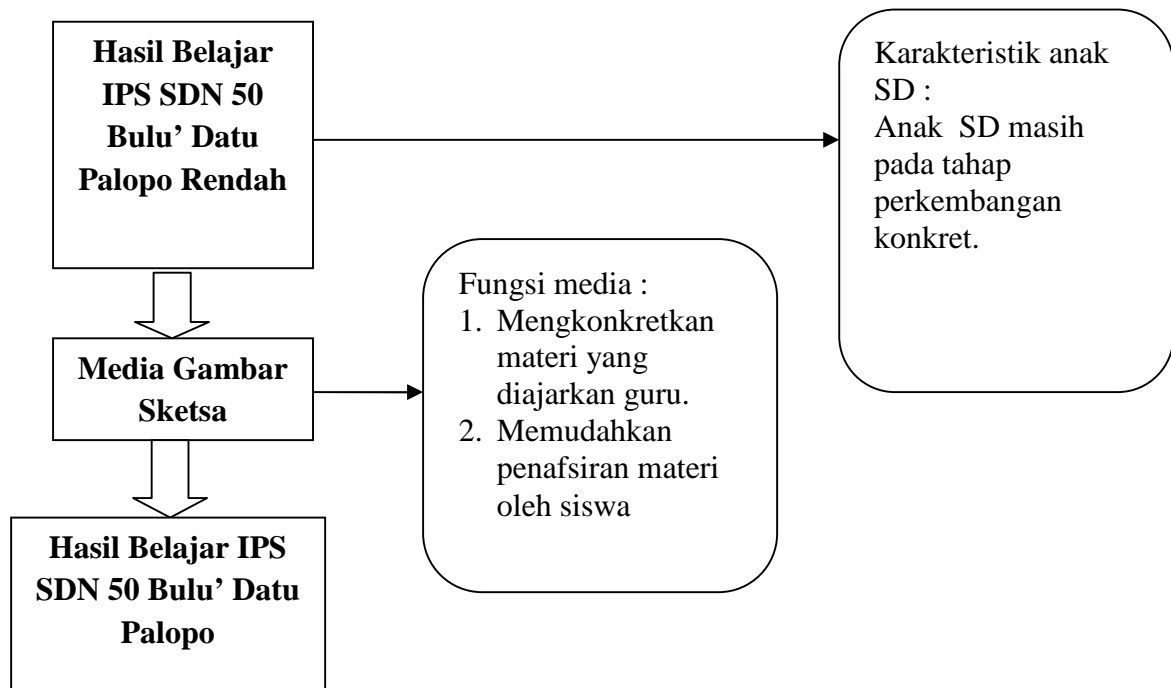 Hasil Belajar
IPS SDN 50
Bulu’ Datu
Palopo Rendah
Karakteristik anak
SD :
Anak SD masih
pada tahap
perkembangan
konkret.
Media Gambar
Sketsa
Fungsi media :
1. Mengkonkretkan
materi yang
diajarkan guru.
2. Memudahkan
penafsiran materi
oleh siswa
Hasil Belajar IPS
SDN 50 Bulu’ Datu
Palopo